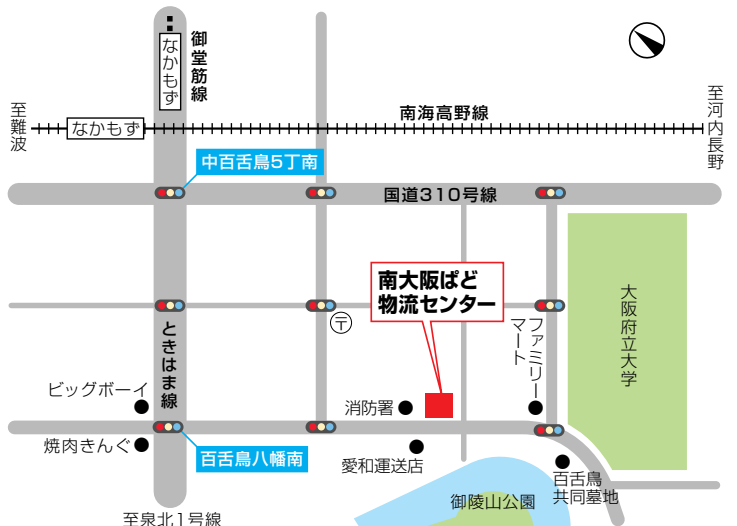 御堂筋線
なかもず
至難波
なかもず
南海高野線
至河内長野
中百舌鳥5丁南
国道310号線
南大阪ぱど
物流センター
〒
ファミリー
マート
大阪府立大学
ときはま線
ビッグボーイ
消防署
焼肉きんぐ
百舌鳥八幡南
愛和運送店
百舌鳥
共同墓地
御陵山公園
至泉北1号線